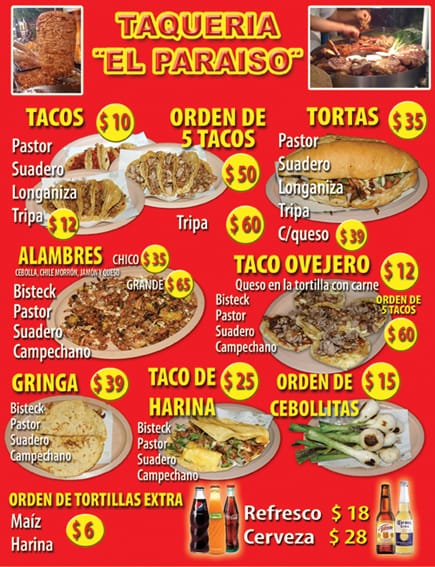 TAQUERIA
"EL PARAISO"
TACOS $10
Pastor
Suadero
Longaniza
Tripa $12
ORDEN DE
5 TACOS
$50
Tripa $60
TORTAS $35
Pastor
Suadero
Longaniza
Tripa
C/queso $39
ALAMBRES CHICO $35
CEBOLLA, CHILE MORRÓN, JAMÓN Y QUESO
GRANDE $65
Bisteck
Pastor
Suadero
Campechano
TACO OVEJERO $12
Queso en la tortilla con carne
Bisteck
Pastor
Suadero
Campechano
ORDEN DE
5 TACOS
$60
GRINGA $39
Bisteck
Pastor
Suadero
Campechano
TACO DE $25
HARINA
Bisteck
Pastor
Suadero
Campechano
ORDEN DE $15
CEBOLLITAS
ORDEN DE TORTILLAS EXTRA
Maíz
Harina
$6
Refresco $18
Cerveza $28
Corona